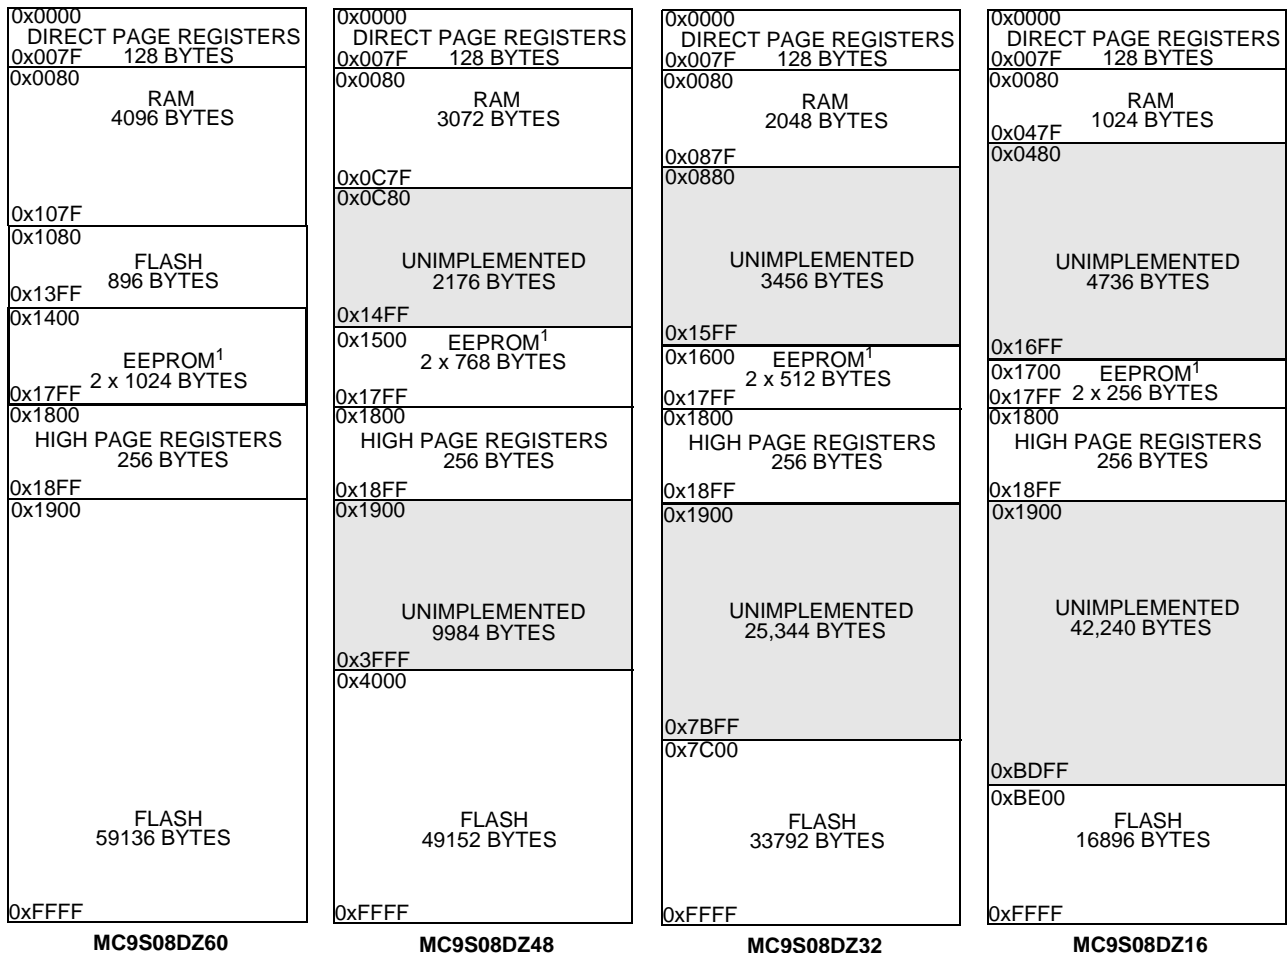 0x0000
DIRECT PAGE REGISTERS
0x007F 128 BYTES
0x0080
RAM
4096 BYTES
0x107F
0x1080
FLASH
896 BYTES
0x13FF
0x1400
EEPROM1
2 x 1024 BYTES
0x17FF
0x1800
HIGH PAGE REGISTERS
256 BYTES
0x18FF
0x1900
FLASH
59136 BYTES
0xFFFF
MC9S08DZ60
0x0000
DIRECT PAGE REGISTERS
0x007F 128 BYTES
0x0080
RAM
3072 BYTES
0x0C7F
0x0C80
UNIMPLEMENTED
2176 BYTES
0x14FF
0x1500 EEPROM1
2 x 768 BYTES
0x17FF
0x1800
HIGH PAGE REGISTERS
256 BYTES
0x18FF
0x1900
UNIMPLEMENTED
9984 BYTES
0x3FFF
0x4000
FLASH
49152 BYTES
0xFFFF
MC9S08DZ48
0x0000
DIRECT PAGE REGISTERS
0x007F 128 BYTES
0x0080
RAM
2048 BYTES
0x087F
0x0880
UNIMPLEMENTED
3456 BYTES
0x15FF
0x1600 EEPROM1
2 x 512 BYTES
0x17FF
0x1800
HIGH PAGE REGISTERS
256 BYTES
0x18FF
0x1900
UNIMPLEMENTED
25,344 BYTES
0x7BFF
0x7C00
FLASH
33792 BYTES
0xFFFF
MC9S08DZ32
0x0000
DIRECT PAGE REGISTERS
0x007F 128 BYTES
0x0080
RAM
1024 BYTES
0x047F
0x0480
UNIMPLEMENTED
4736 BYTES
0x16FF
0x1700 EEPROM1
0x17FF 2 x 256 BYTES
0x1800
HIGH PAGE REGISTERS
256 BYTES
0x18FF
0x1900
UNIMPLEMENTED
42,240 BYTES
0xBDFF
0xBE00
FLASH
16896 BYTES
0xFFFF
MC9S08DZ16